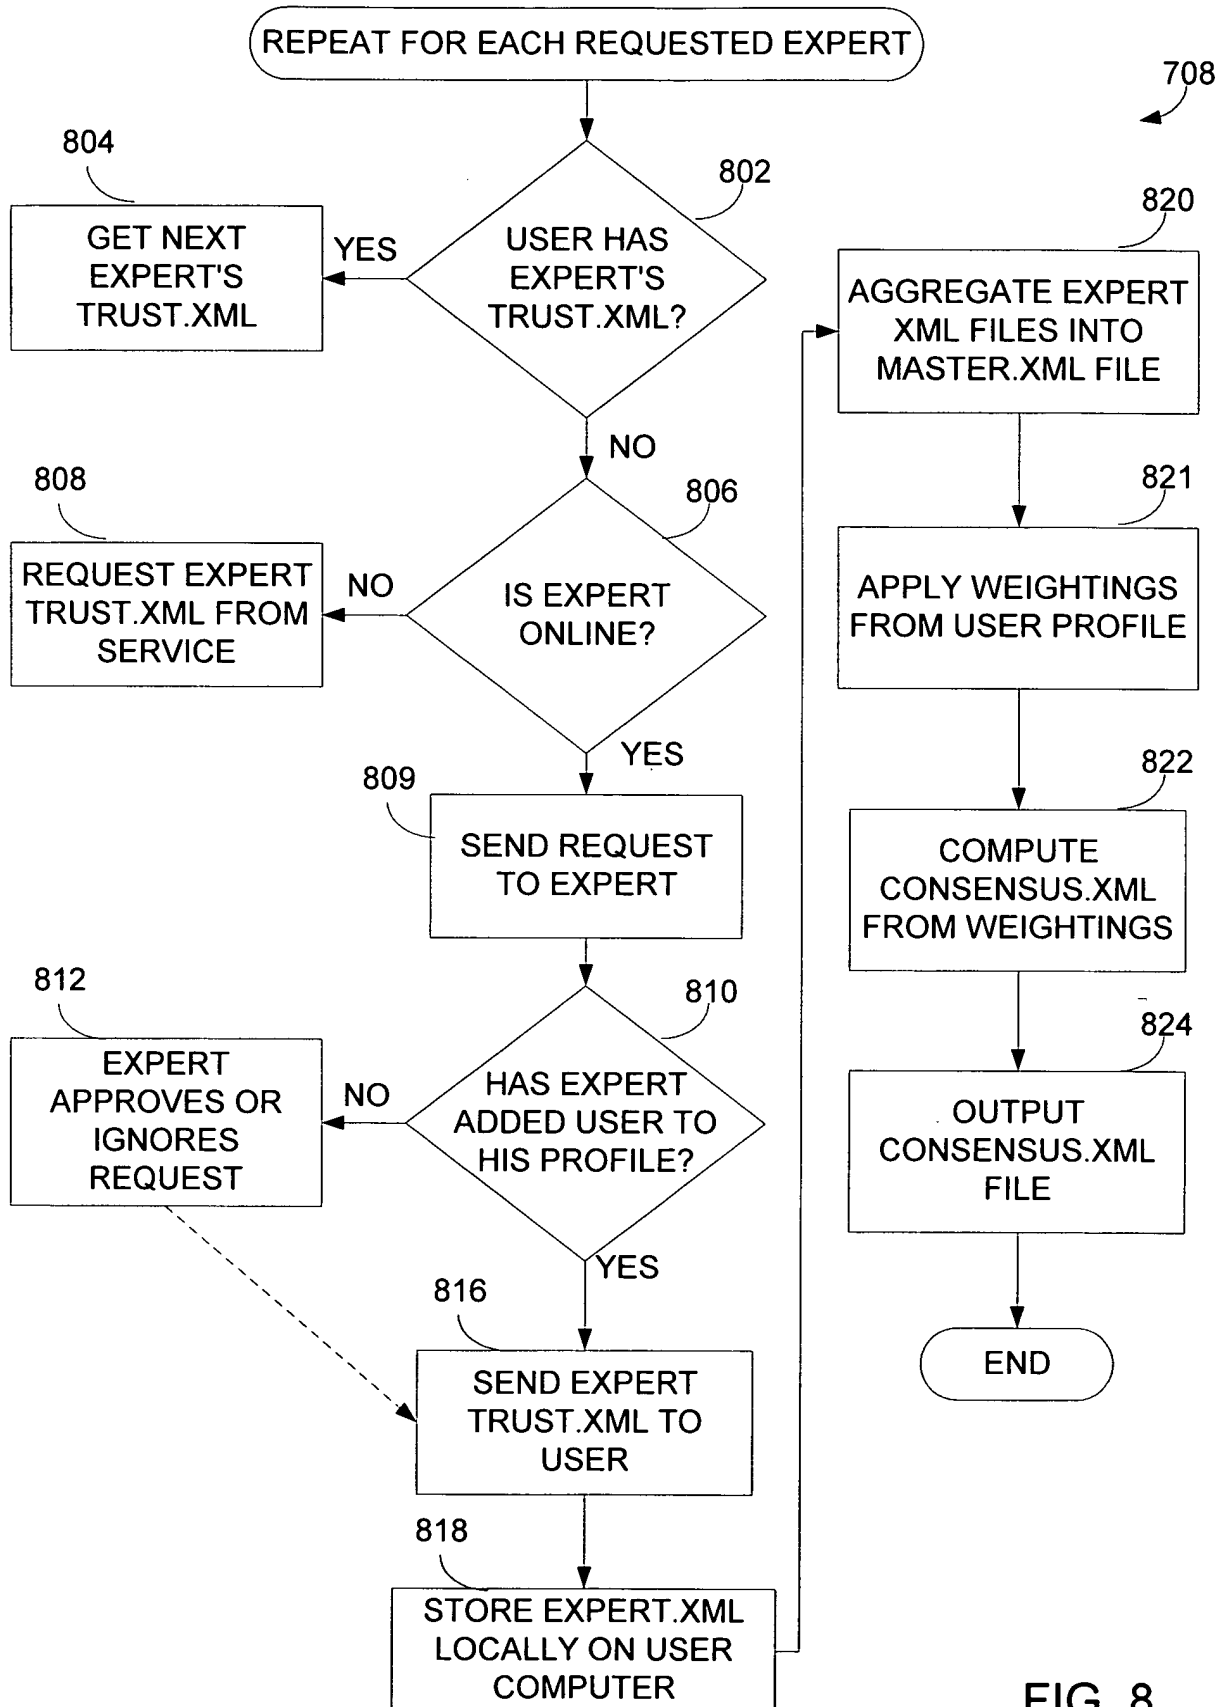 REPEAT FOR EACH REQUESTED EXPERT
708
804
802
GET NEXT
EXPERT'S
TRUST.XML
YES
USER HAS
EXPERT'S
TRUST.XML?
NO
808
806
REQUEST EXPERT
TRUST.XML FROM
SERVICE
NO
IS EXPERT
ONLINE?
YES
809
SEND REQUEST
TO EXPERT
812
810
EXPERT
APPROVES OR
IGNORES
REQUEST
NO
HAS EXPERT
ADDED USER TO
HIS PROFILE?
YES
816
SEND EXPERT
TRUST.XML TO
USER
818
STORE EXPERT.XML
LOCALLY ON USER
COMPUTER
820
AGGREGATE EXPERT
XML FILES INTO
MASTER.XML FILE
821
APPLY WEIGHTINGS
FROM USER PROFILE
822
COMPUTE
CONSENSUS.XML
FROM WEIGHTINGS
824
OUTPUT
CONSENSUS.XML
FILE
END
FIG. 8